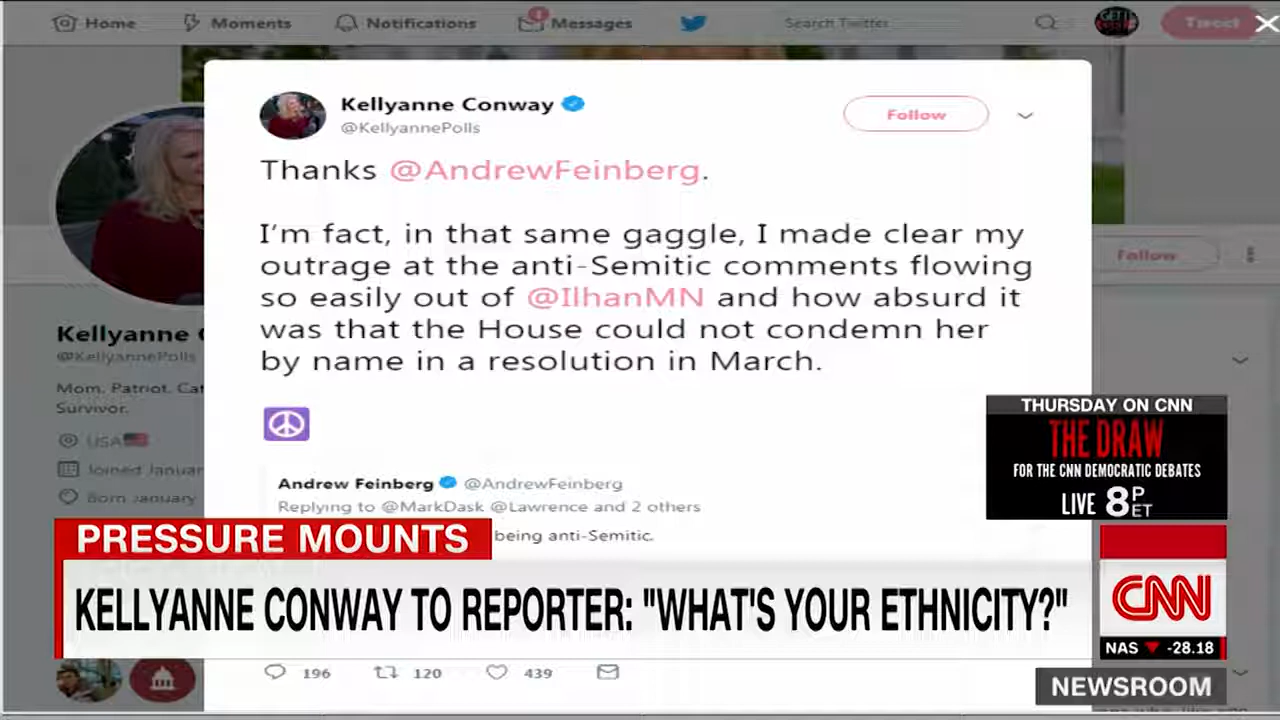 Home Moments Notifications Messages Search Twitter Tweet
Kellyanne Conway
@KellyannePolls
Follow
Thanks @AndrewFeinberg.
I'm fact, in that same gaggle, I made clear my
outrage at the anti-Semitic comments flowing
so easily out of @IlhanMN and how absurd it
was that the House could not condemn her
by name in a resolution in March.
Follow
Kellyanne
@KellyannePolls
Mom. Patriot. Cat
Survivor.
USA
Joined Januar
Born January
Andrew Feinberg @AndrewFeinberg
Replying to @MarkDask @Lawrence and 2 others
being anti-Semitic.
THURSDAY ON CNN
THE DRAW
FOR THE CNN DEMOCRATIC DEBATES
LIVE 8P ET
PRESSURE MOUNTS
KELLYANNE CONWAY TO REPORTER: "WHAT'S YOUR ETHNICITY?"
CNN
NAS -28.18
196 120 439
NEWSROOM